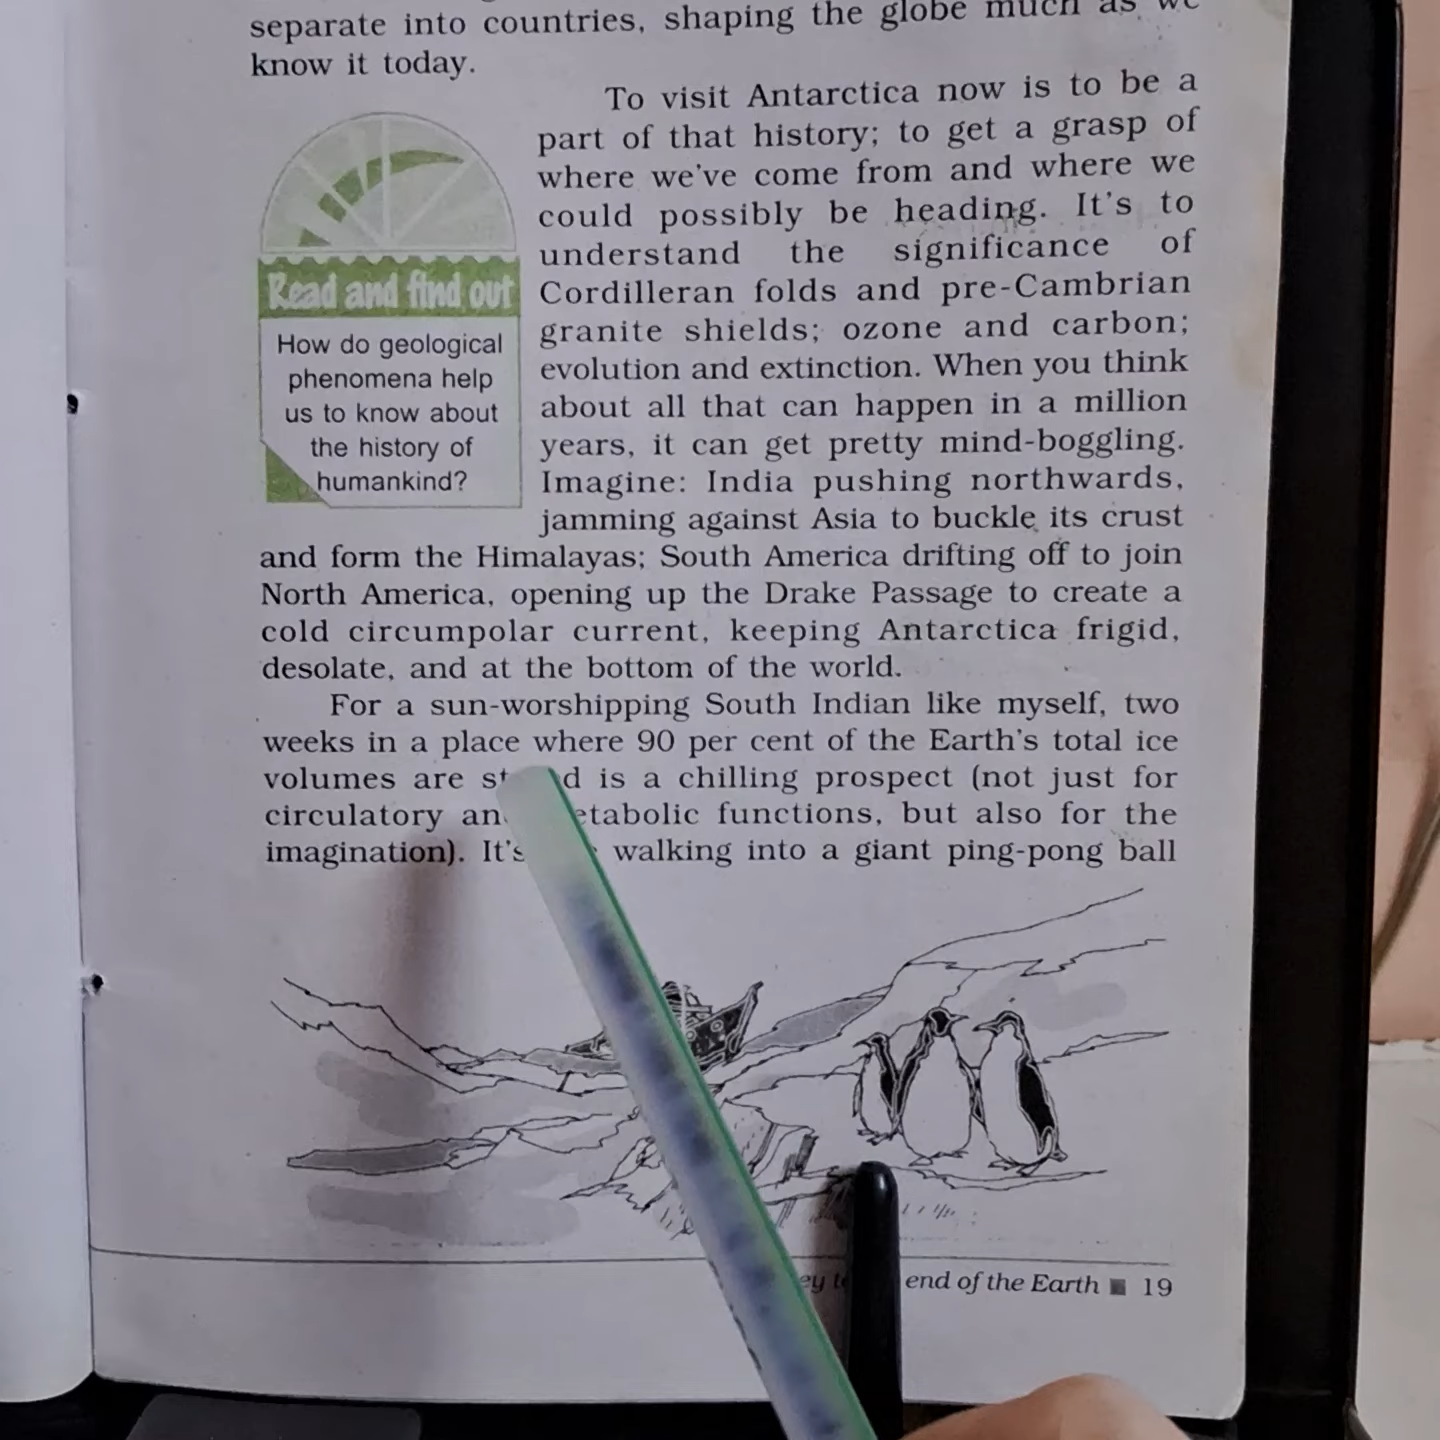 separate into countries, shaping the globe much as we
know it today.
To visit Antarctica now is to be a
part of that history; to get a grasp of
where we've come from and where we
could possibly be heading. It's to
understand the significance of
Cordilleran folds and pre-Cambrian
granite shields; ozone and carbon;
evolution and extinction. When you think
about all that can happen in a million
years, it can get pretty mind-boggling.
Imagine: India pushing northwards,
jamming against Asia to buckle its crust
Read and find out
How do geological
phenomena help
us to know about
the history of
humankind?
and form the Himalayas; South America drifting off to join
North America, opening up the Drake Passage to create a
cold circumpolar current, keeping Antarctica frigid,
desolate, and at the bottom of the world.
For a sun-worshipping South Indian like myself, two
weeks in a place where 90 per cent of the Earth's total ice
volumes are is a chilling prospect (not just for
circulatory functions, but also for the
imagination). It's walking into a giant ping-pong ball
end of the Earth ■ 19